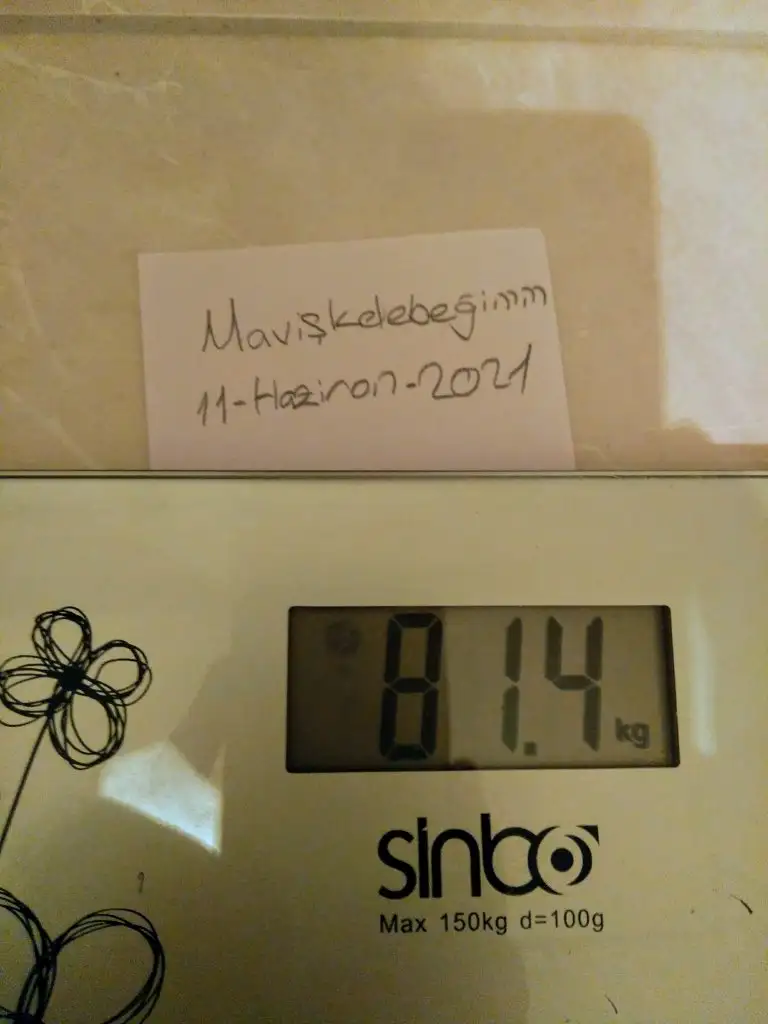 Mavişkelebeğimm
11-Haziran-2021
81.4 kg
sinbo
Max 150kg d=100g